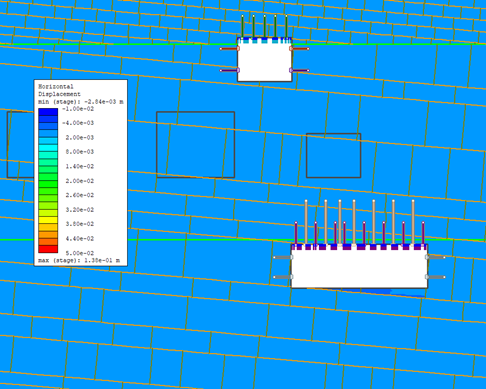 Horizontal
Displacement
min (stage): -2.84e-03 m
-1.00e-02
-4.00e-03
2.00e-03
8.00e-03
1.40e-02
2.00e-02
2.60e-02
3.20e-02
3.80e-02
4.40e-02
5.00e-02
max (stage): 1.38e-01 m